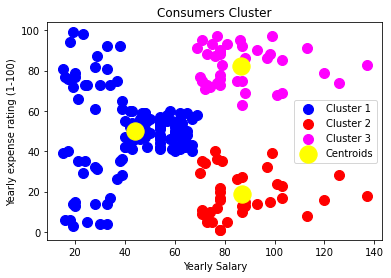 Consumers Cluster
Yearly expense rating (1-100)
100
80
60
40
20
0
Cluster 1
Cluster 2
Cluster 3
Centroids
20 40 60 80 100 120 140
Yearly Salary